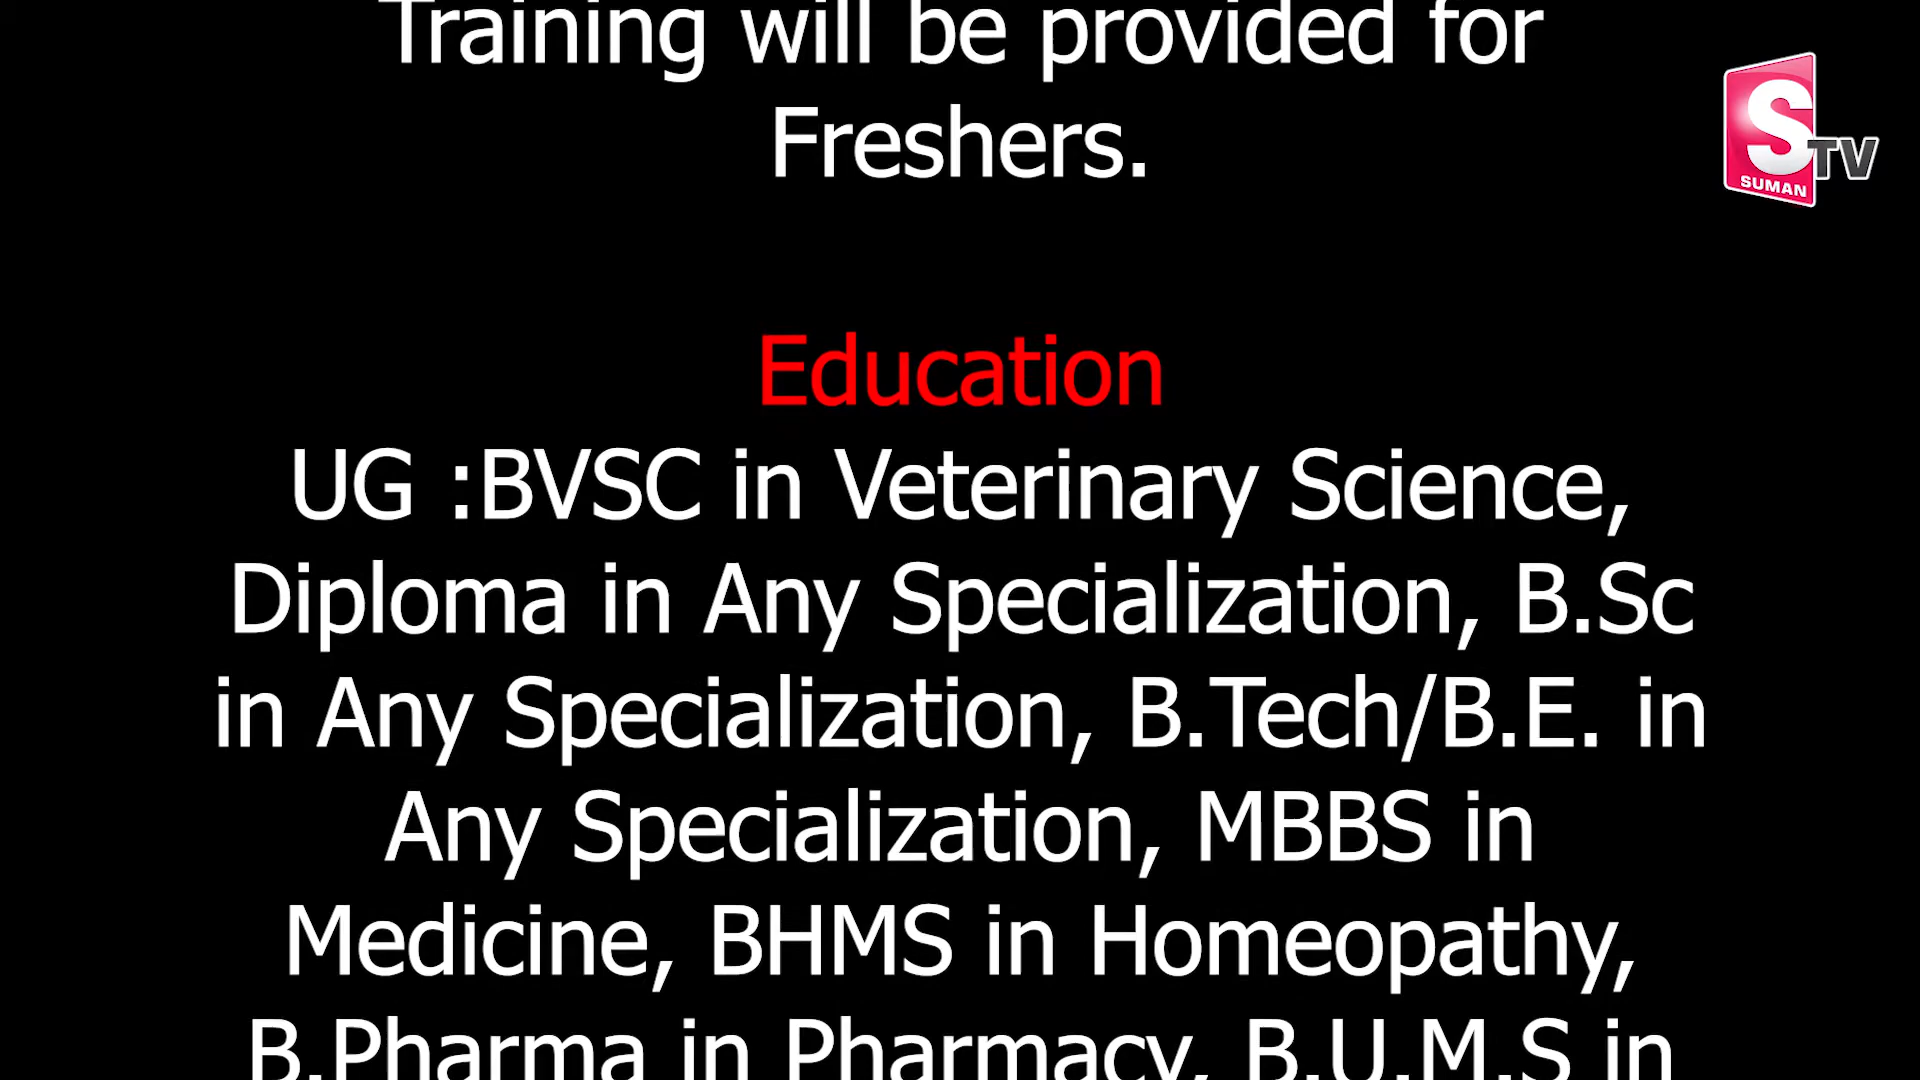 Training will be provided for
Freshers.
S
TV
SUMAN
Education
UG :BVSC in Veterinary Science,
Diploma in Any Specialization, B.Sc
in Any Specialization, B.Tech/B.E. in
Any Specialization, MBBS in
Medicine, BHMS in Homeopathy,
B.Pharma in Pharmacy, B.U.M.S in